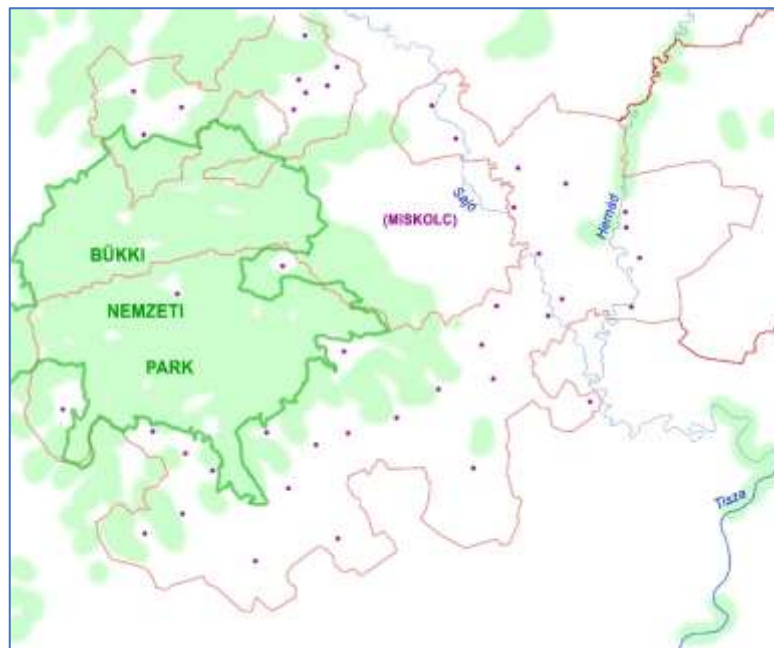 Sajó
(MISKOLC)
Hernád
BÜKKI
NEMZETI
PARK
Tisza